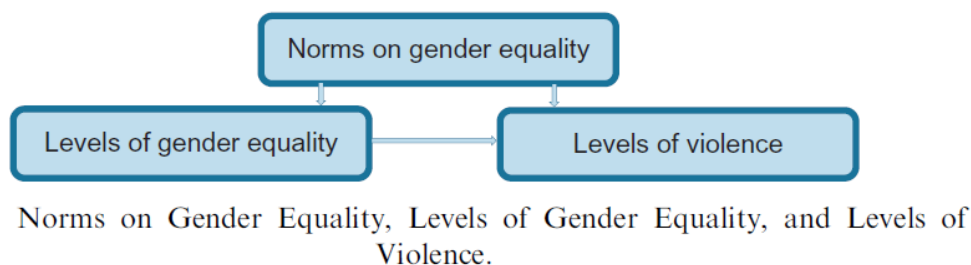 Norms on gender equality
Levels of gender equality
Levels of violence
Norms on Gender Equality, Levels of Gender Equality, and Levels of
Violence.